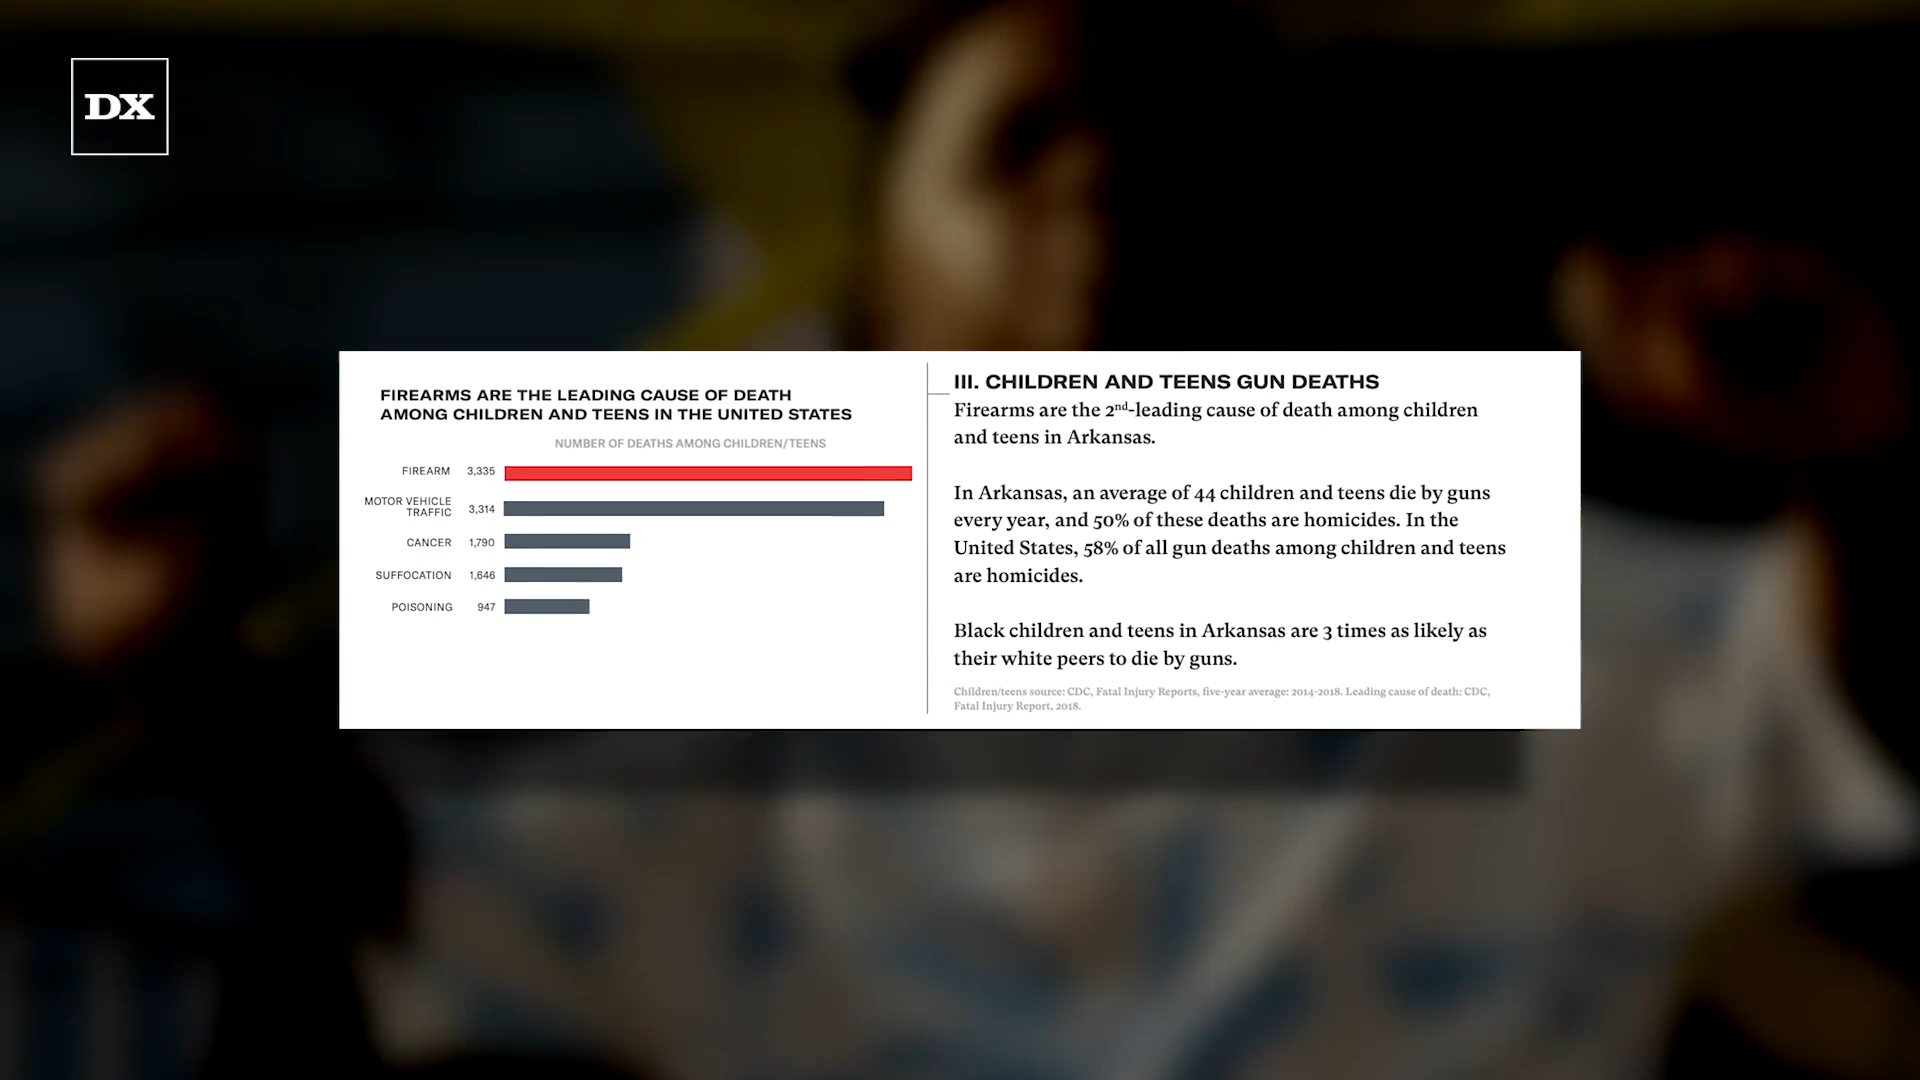 DX
FIREARMS ARE THE LEADING CAUSE OF DEATH
AMONG CHILDREN AND TEENS IN THE UNITED STATES
NUMBER OF DEATHS AMONG CHILDREN/TEENS
FIREARM 3,335
MOTOR VEHICLE
TRAFFIC 3,314
CANCER 1,790
SUFFOCATION 1,646
POISONING 947
III. CHILDREN AND TEENS GUN DEATHS
Firearms are the 2nd-leading cause of death among children
and teens in Arkansas.
In Arkansas, an average of 44 children and teens die by guns
every year, and 50% of these deaths are homicides. In the
United States, 58% of all gun deaths among children and teens
are homicides.
Black children and teens in Arkansas are 3 times as likely as
their white peers to die by guns.
Children/teens source: CDC, Fatal Injury Reports, five-year average: 2014-2018. Leading cause of death: CDC,
Fatal Injury Report, 2018.